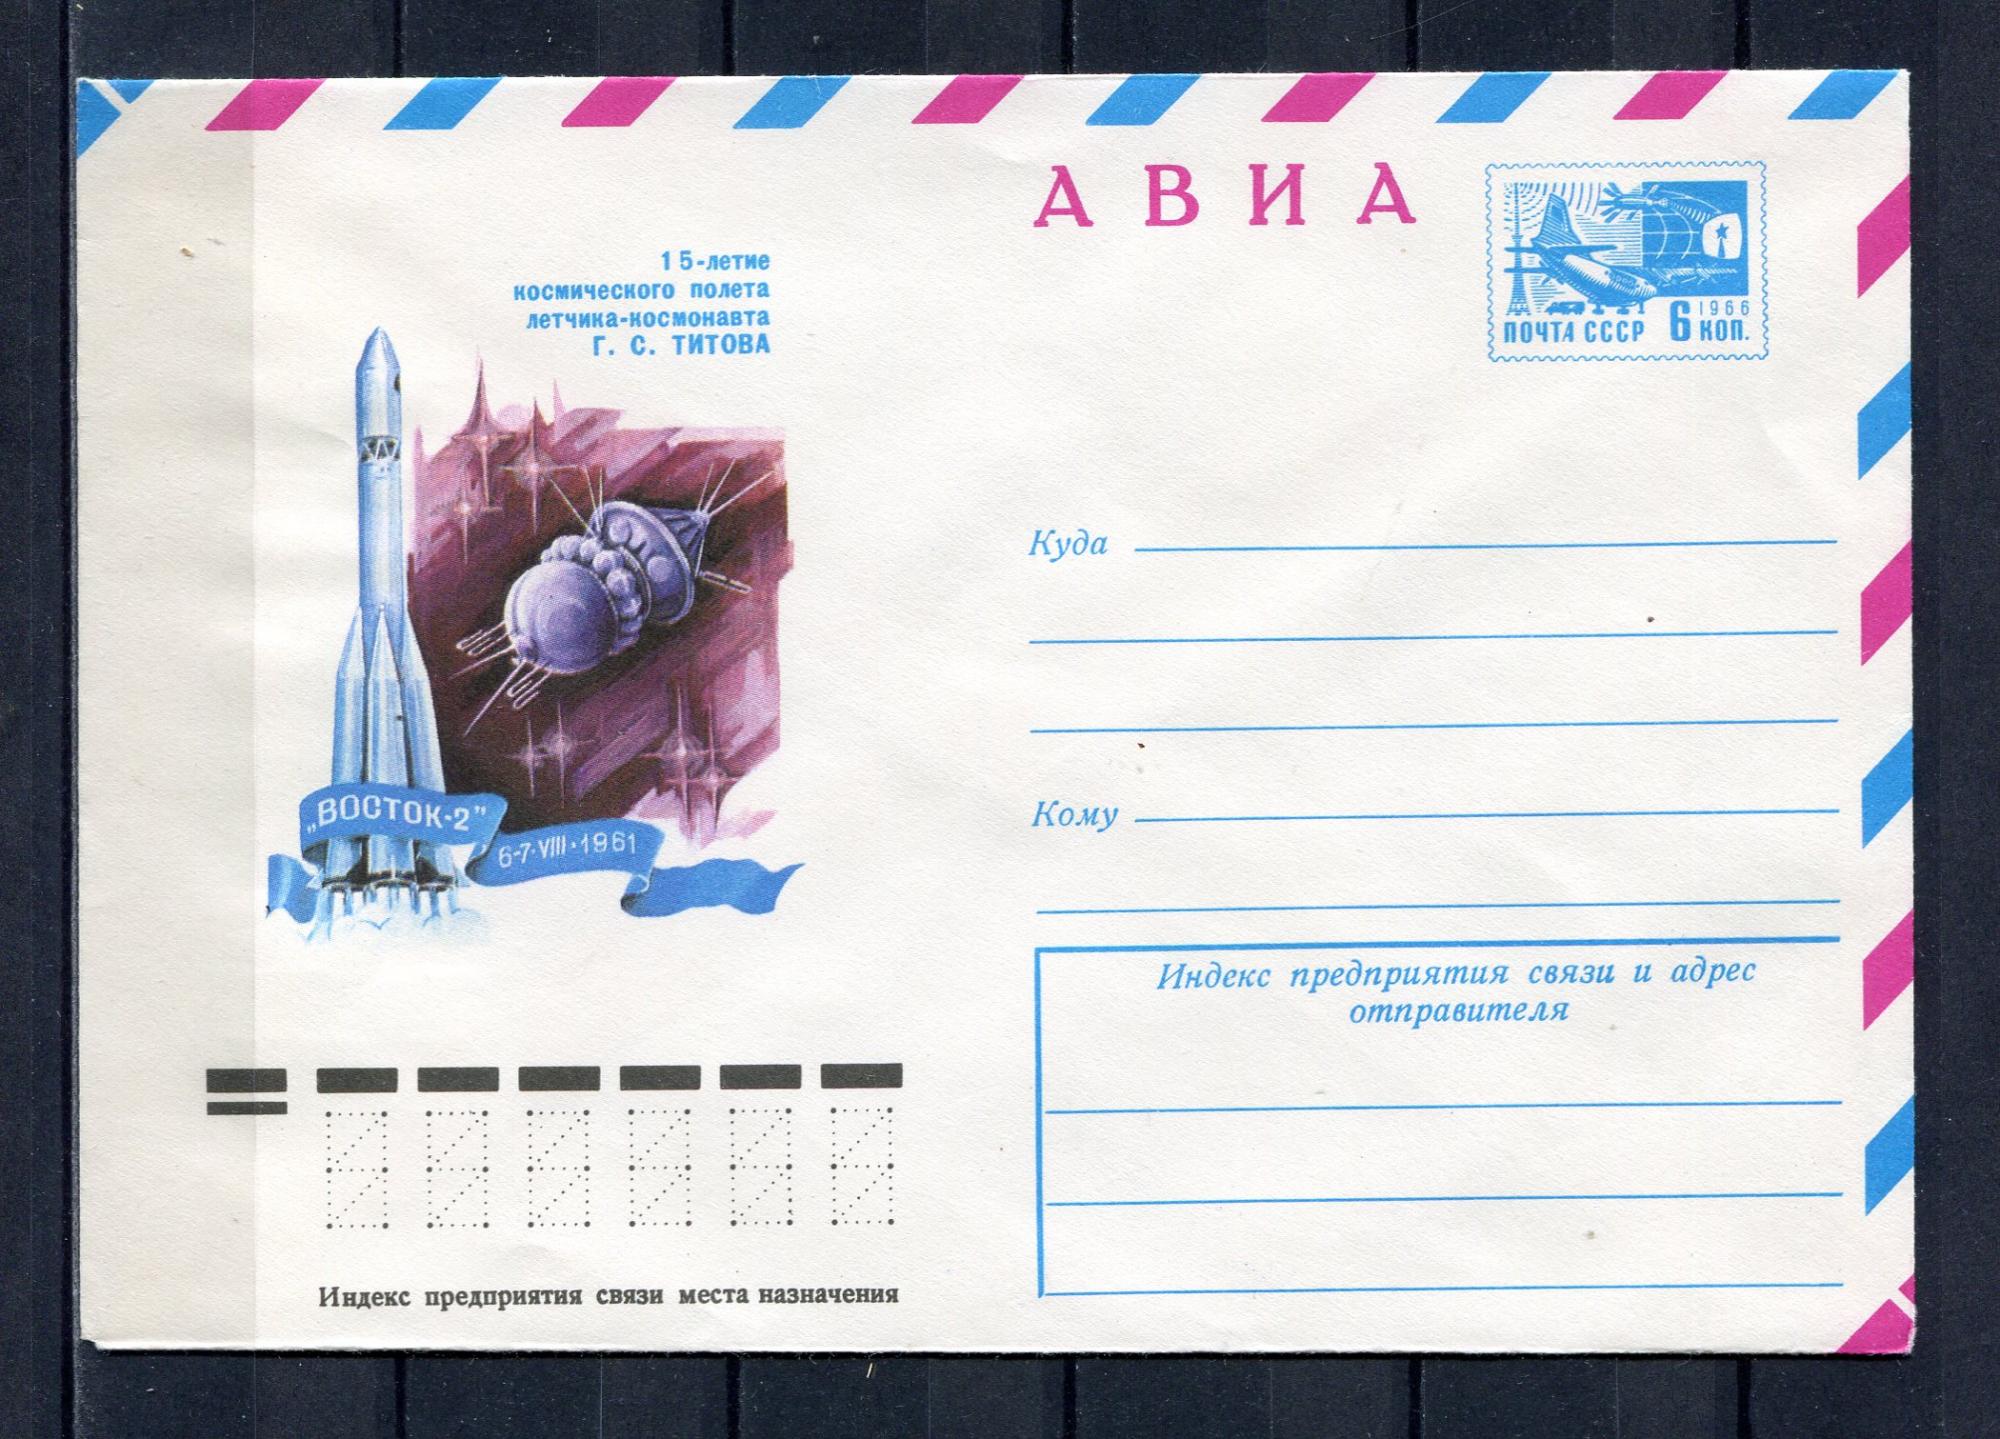 АВИА
15-летие
космического полета
летчика-космонавта
Г. С. ТИТОВА
1966
ПОЧТА СССР 6 КОП.
„ВОСТОК-2”
6-7·VIII·1961
Куда
Кому
Индекс предприятия связи и адрес
отправителя
Индекс предприятия связи места назначения